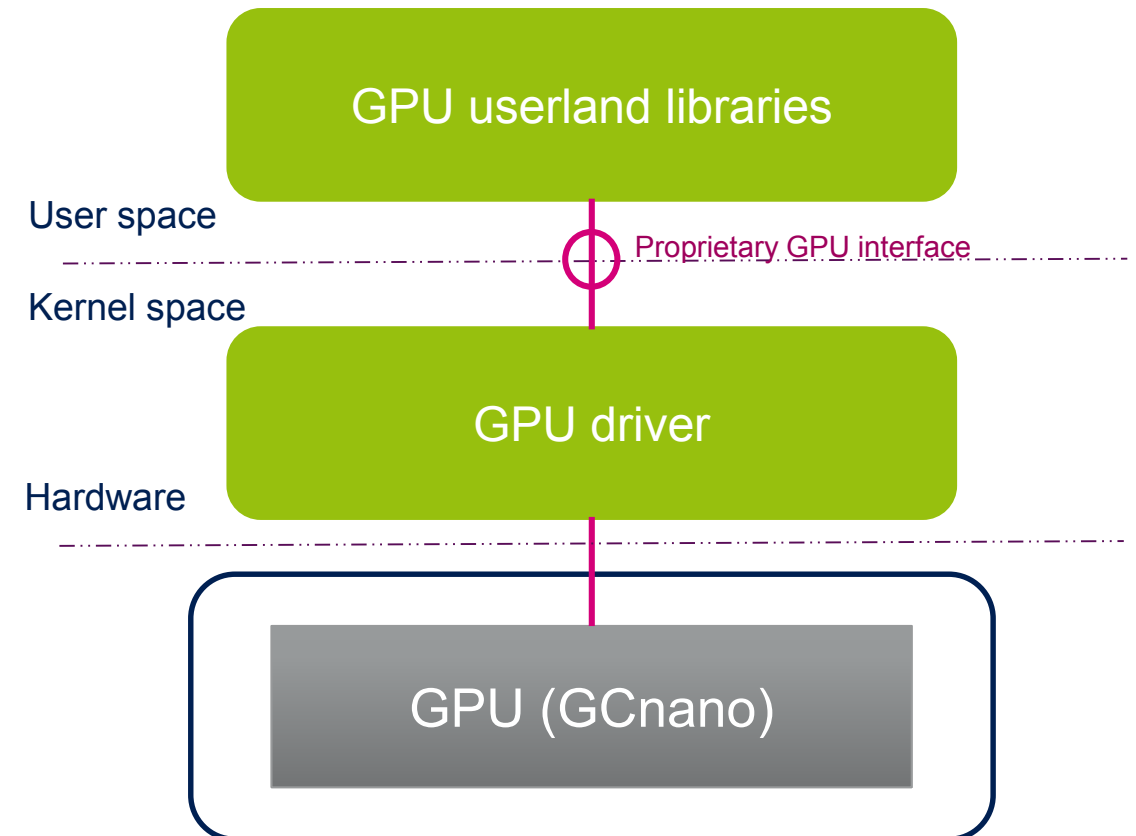 GPU userland libraries
User space
Proprietary GPU interface
Kernel space
GPU driver
Hardware
GPU (GCnano)